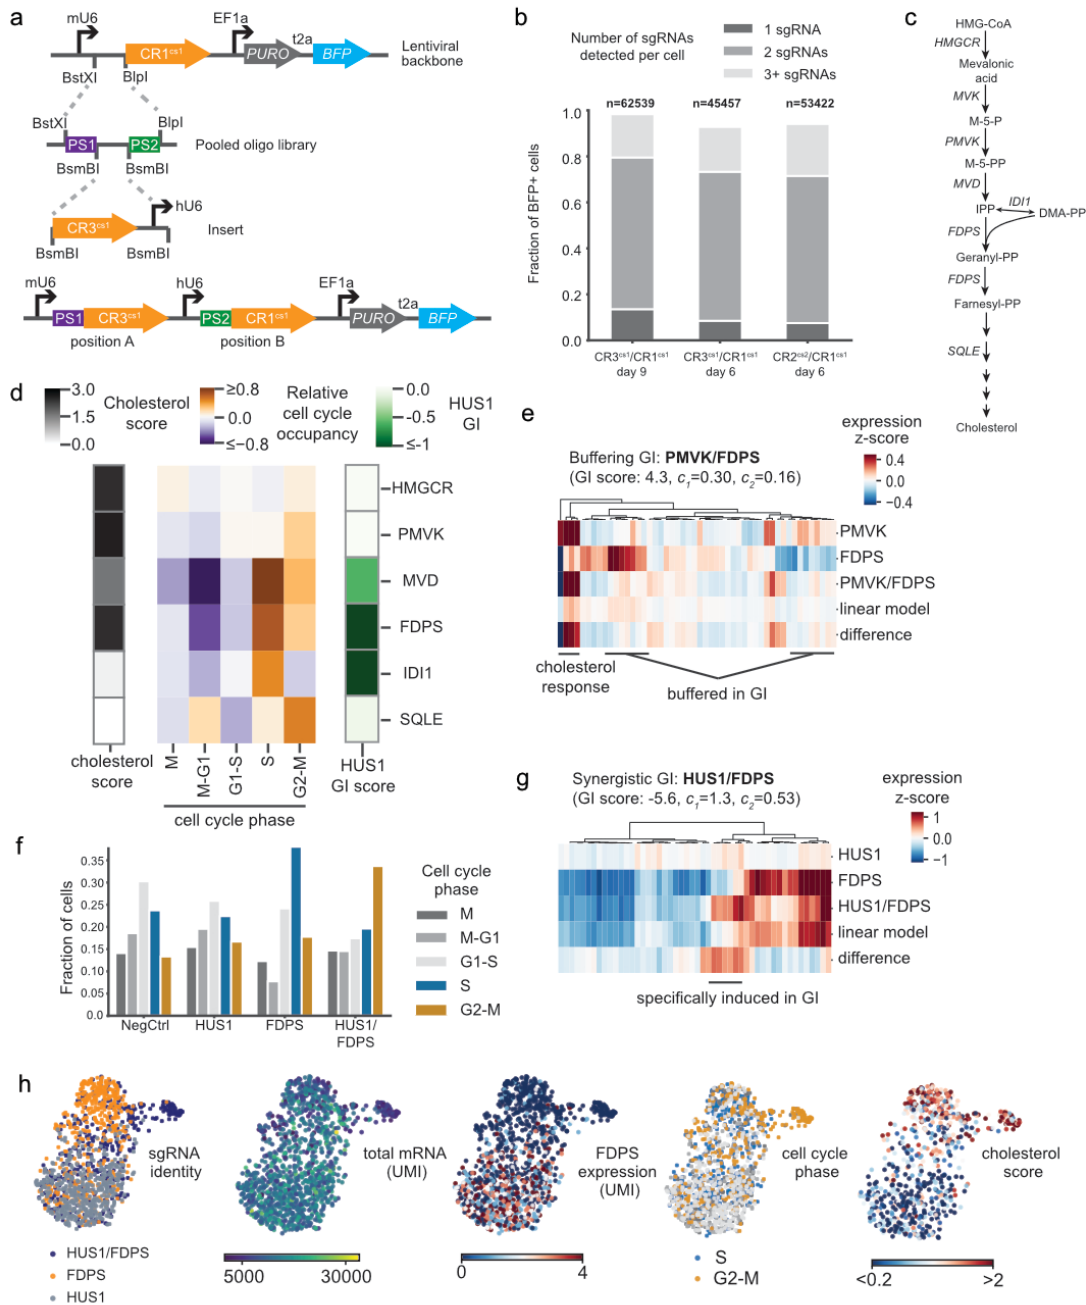 a
mU6
EF1a
t2a
CR1cs1
PURO
BFP
Lentiviral
backbone
BstXI
BlpI
BstXI
BlpI
PS1
PS2
Pooled oligo library
BsmBI
BsmBI
hU6
CR3cs1
Insert
BsmBI
BsmBI
mU6
hU6
EF1a
t2a
PS1
CR3cs1
PS2
CR1cs1
PURO
BFP
position A
position B
b
Number of sgRNAs
detected per cell
1 sgRNA
2 sgRNAs
3+ sgRNAs
n=62539
n=45457
n=53422
Fraction of BFP+ cells
1.0
0.8
0.6
0.4
0.2
0.0
CR3cs1/CR1cs1
day 9
CR3cs1/CR1cs1
day 6
CR2cs2/CR1cs1
day 6
c
HMG-CoA
HMGCR
Mevalonic
acid
MVK
M-5-P
PMVK
M-5-PP
MVD
IPP
IDI1
DMA-PP
FDPS
Geranyl-PP
FDPS
Farnesyl-PP
SQLE
Cholesterol
d
3.0
1.5
0.0
Cholesterol
score
≥0.8
0.0
≤−0.8
Relative
cell cycle
occupancy
0.0
-0.5
≤-1
HUS1
GI
HMGCR
PMVK
MVD
FDPS
IDI1
SQLE
cholesterol
score
M
M-G1
G1-S
S
G2-M
cell cycle phase
HUS1
GI score
e
expression
z-score
0.4
0.0
−0.4
Buffering GI: PMVK/FDPS
(GI score: 4.3, c1=0.30, c2=0.16)
PMVK
FDPS
PMVK/FDPS
linear model
difference
cholesterol
response
buffered in GI
f
Fraction of cells
0.35
0.30
0.25
0.20
0.15
0.10
0.05
0.0
NegCtrl
HUS1
FDPS
HUS1/
FDPS
Cell cycle
phase
M
M-G1
G1-S
S
G2-M
g
Synergistic GI: HUS1/FDPS
(GI score: -5.6, c1=1.3, c2=0.53)
expression
z-score
1
0
−1
HUS1
FDPS
HUS1/FDPS
linear model
difference
specifically induced in GI
h
sgRNA
identity
HUS1/FDPS
FDPS
HUS1
total mRNA
(UMI)
5000
30000
FDPS
expression
(UMI)
0
4
cell cycle
phase
S
G2-M
cholesterol
score
<0.2
>2